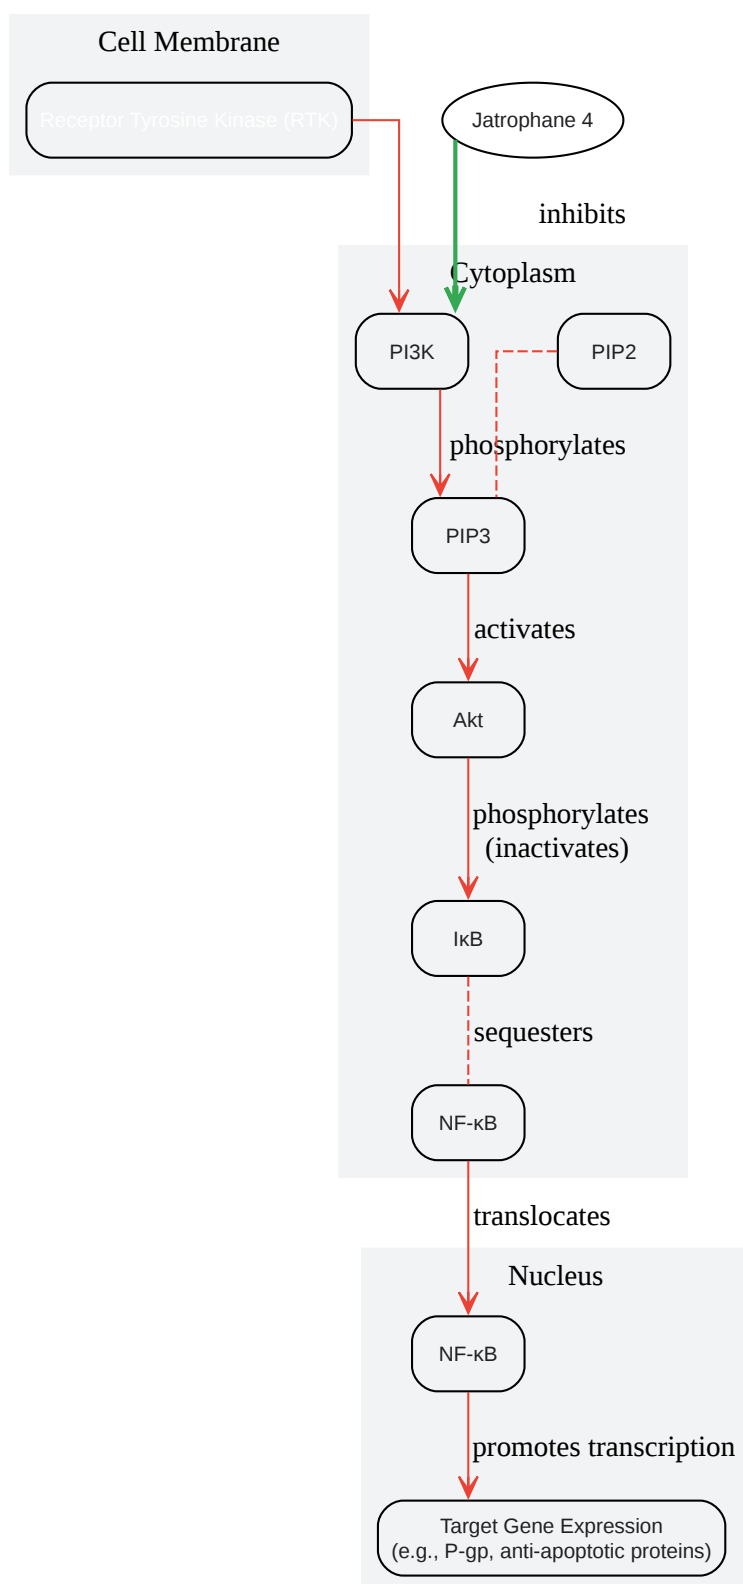 Cell Membrane
Receptor Tyrosine Kinase (RTK)
Jatrophane 4
inhibits
Cytoplasm
PI3K
PIP2
phosphorylates
PIP3
activates
Akt
phosphorylates
(inactivates)
IκB
sequesters
NF-κB
translocates
Nucleus
NF-κB
promotes transcription
Target Gene Expression
(e.g., P-gp, anti-apoptotic proteins)